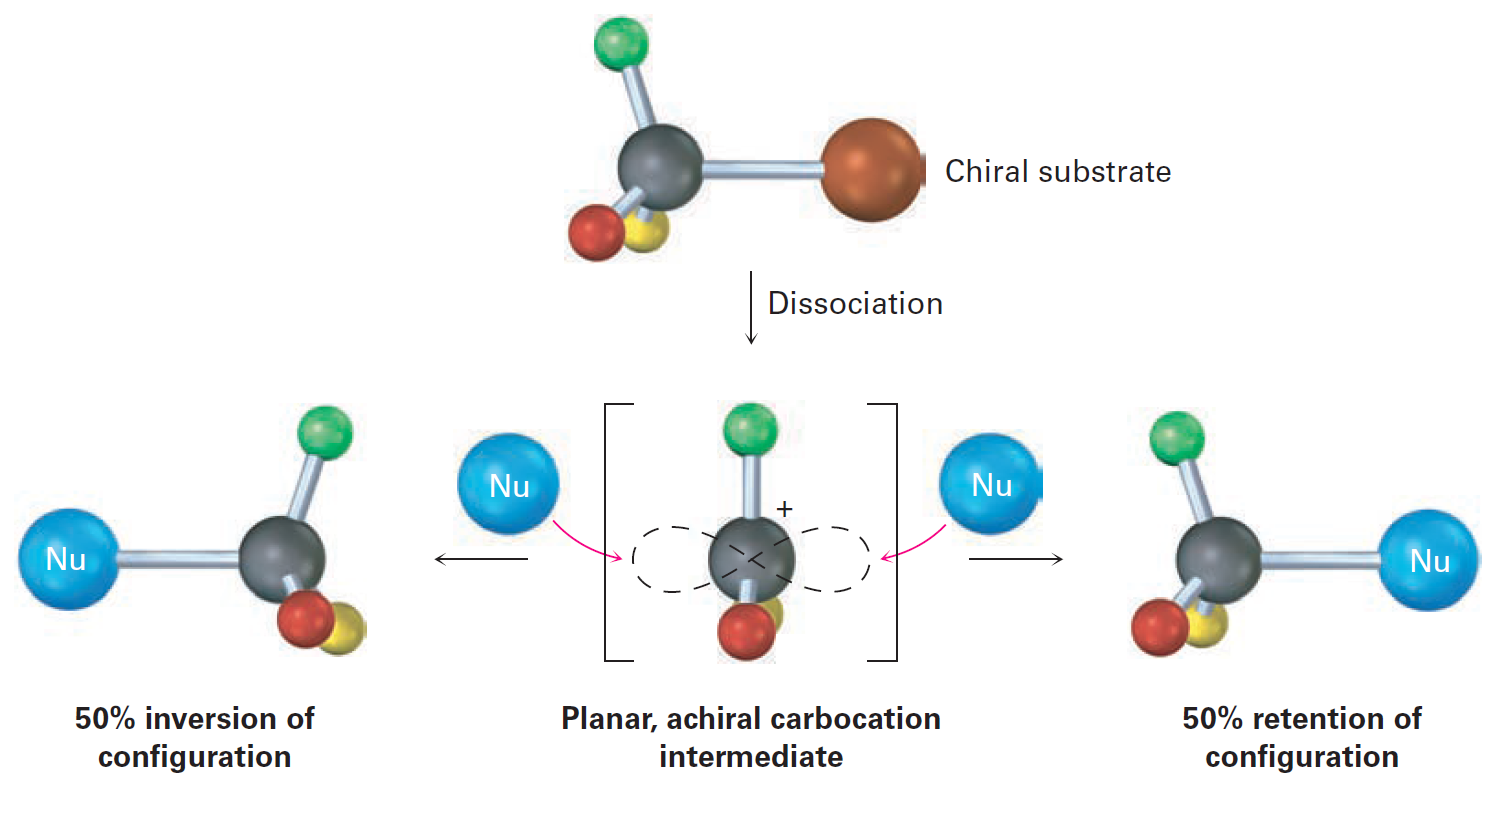 Chiral substrate
Dissociation
Nu
Nu
+
Nu
Nu
50% inversion of
configuration
Planar, achiral carbocation
intermediate
50% retention of
configuration